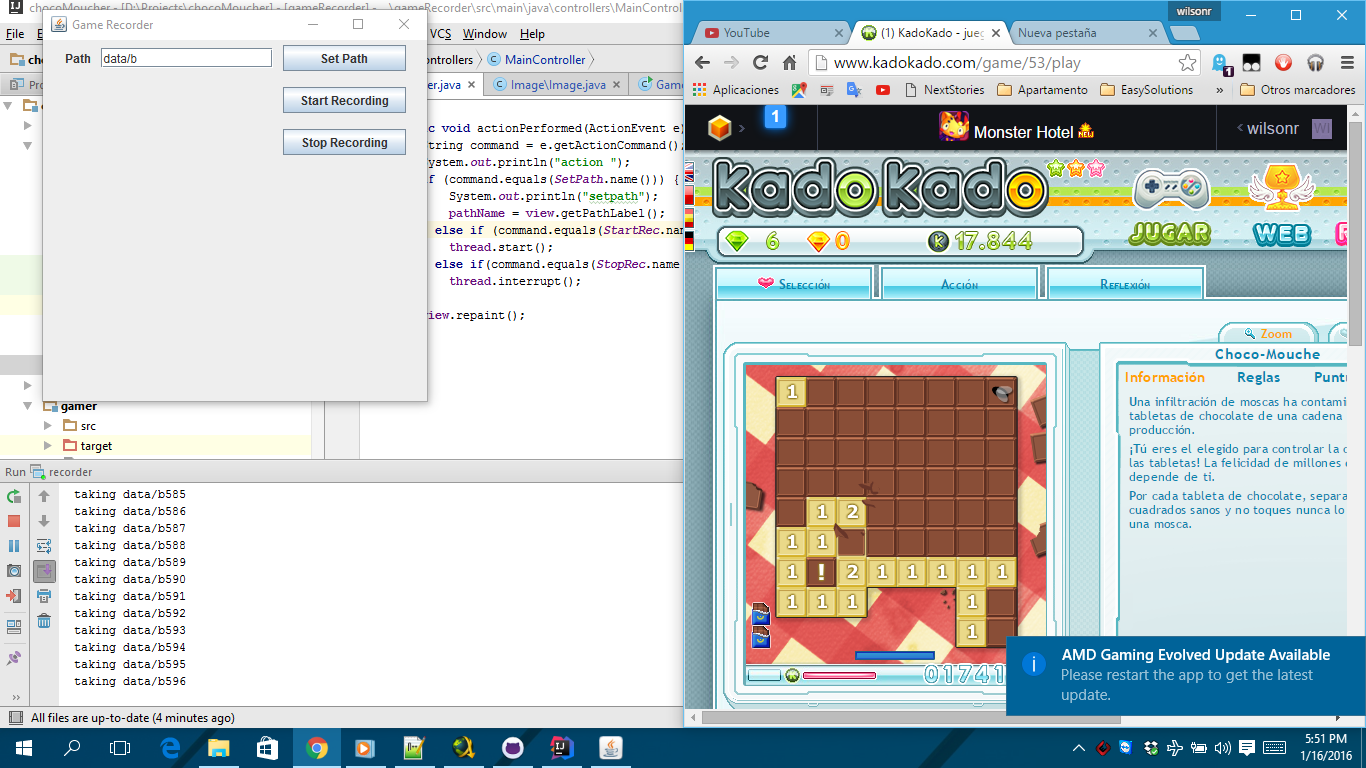 chocoMoucher - [D:\Projects\chocoMoucher] - [gameRecorder] - ...\gameRecorder\src\main\java\controllers\MainControl
Game Recorder
Path
data/b
Set Path
Start Recording
Stop Recording
File
VCS
Window
Help
ontrollers
MainController
er.java
Image\Image.java
Game
c void actionPerformed(ActionEvent e)
tring command = e.getActionCommand();
ystem.out.println("action ");
f (command.equals(SetPath.name())) {
System.out.println("setpath");
pathName = view.getPathLabel();
else if (command.equals(StartRec.na
thread.start();
else if(command.equals(StopRec.name
thread.interrupt();
iew.repaint();
gamer
src
target
Run
recorder
taking data/b585
taking data/b586
taking data/b587
taking data/b588
taking data/b589
taking data/b590
taking data/b591
taking data/b592
taking data/b593
taking data/b594
taking data/b595
taking data/b596
All files are up-to-date (4 minutes ago)
wilsonr
YouTube
(1) KadoKado - jueg
Nueva pestaña
www.kadokado.com/game/53/play
1
Aplicaciones
NextStories
Apartamento
EasySolutions
»
Otros marcadores
1
Monster Hotel NEW
wilsonr
WI
kadokado
6
0
K 17.844
JUGAR
WEB
Selección
Acción
Reflexión
Zoom
Choco-Mouche
Información
Reglas
Puntu
Una infiltración de moscas ha contami
tabletas de chocolate de una cadena
producción.
¡Tú eres el elegido para controlar la c
las tabletas! La felicidad de millones
depende de ti.
Por cada tableta de chocolate, separa
cuadrados sanos y no toques nunca lo
una mosca.
1
1 2
1 1
1 ! 2 1 1 1 1 1
1 1 1 1
1
01741
AMD Gaming Evolved Update Available
Please restart the app to get the latest
update.
5:51 PM
1/16/2016